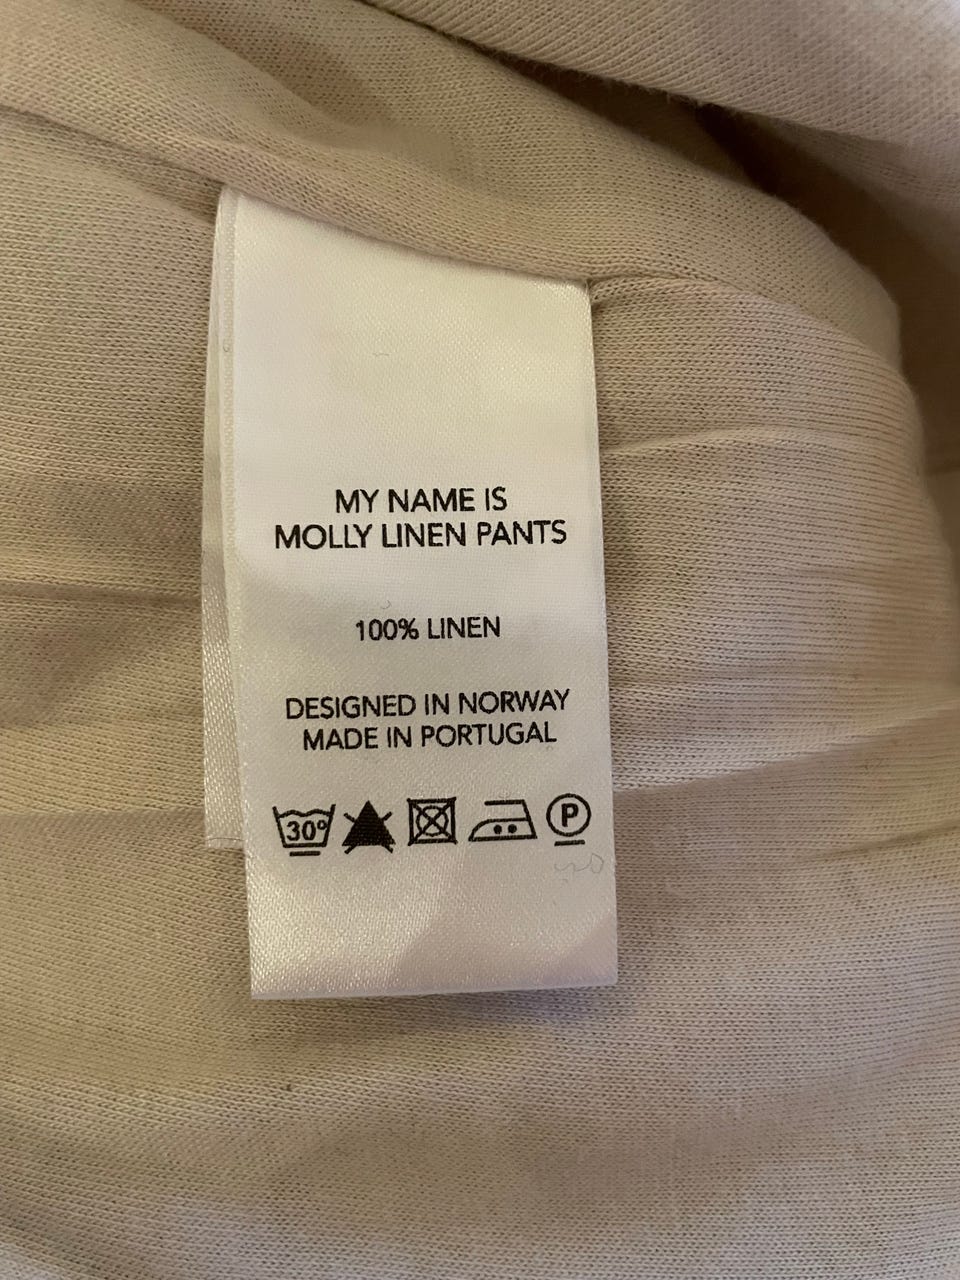 MY NAME IS
MOLLY LINEN PANTS
100% LINEN
DESIGNED IN NORWAY
MADE IN PORTUGAL
30° P